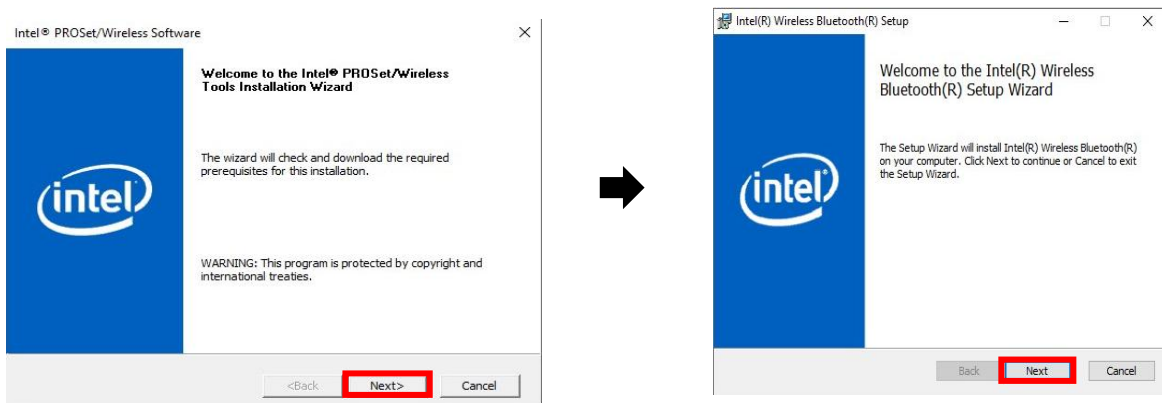 Intel® PROSet/Wireless Software
Welcome to the Intel® PROSet/Wireless
Tools Installation Wizard
The wizard will check and download the required
prerequisites for this installation.
intel
WARNING: This program is protected by copyright and
international treaties.
<Back Next> Cancel
Intel(R) Wireless Bluetooth(R) Setup
Welcome to the Intel(R) Wireless
Bluetooth(R) Setup Wizard
The Setup Wizard will install Intel(R) Wireless Bluetooth(R)
on your computer. Click Next to continue or Cancel to exit
the Setup Wizard.
intel
Back Next Cancel